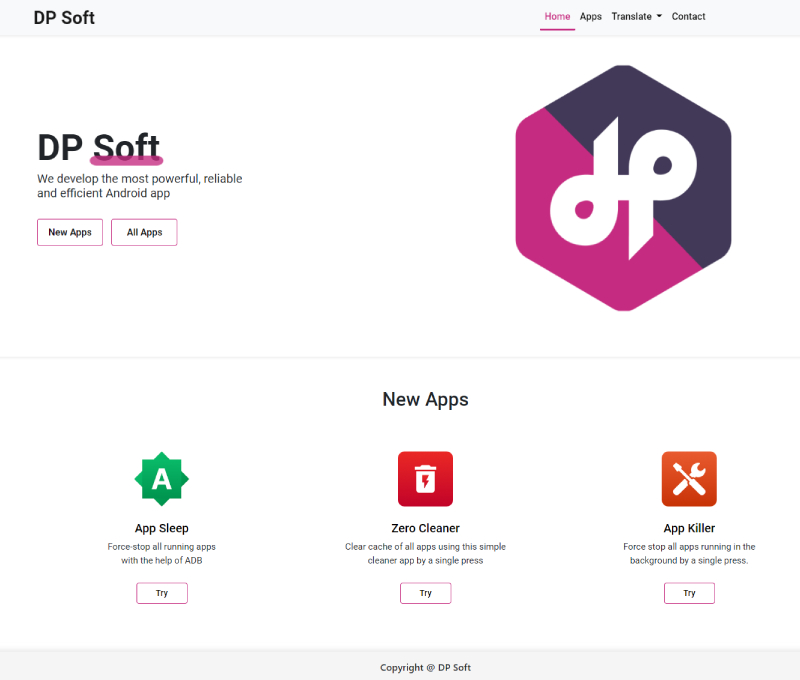 DP Soft
Home Apps Translate Contact
DP Soft
We develop the most powerful, reliable
and efficient Android app
New Apps All Apps
dp
New Apps
A
App Sleep
Force-stop all running apps
with the help of ADB
Try
Zero Cleaner
Clear cache of all apps using this simple
cleaner app by a single press
Try
App Killer
Force stop all apps running in the
background by a single press.
Try
Copyright @ DP Soft